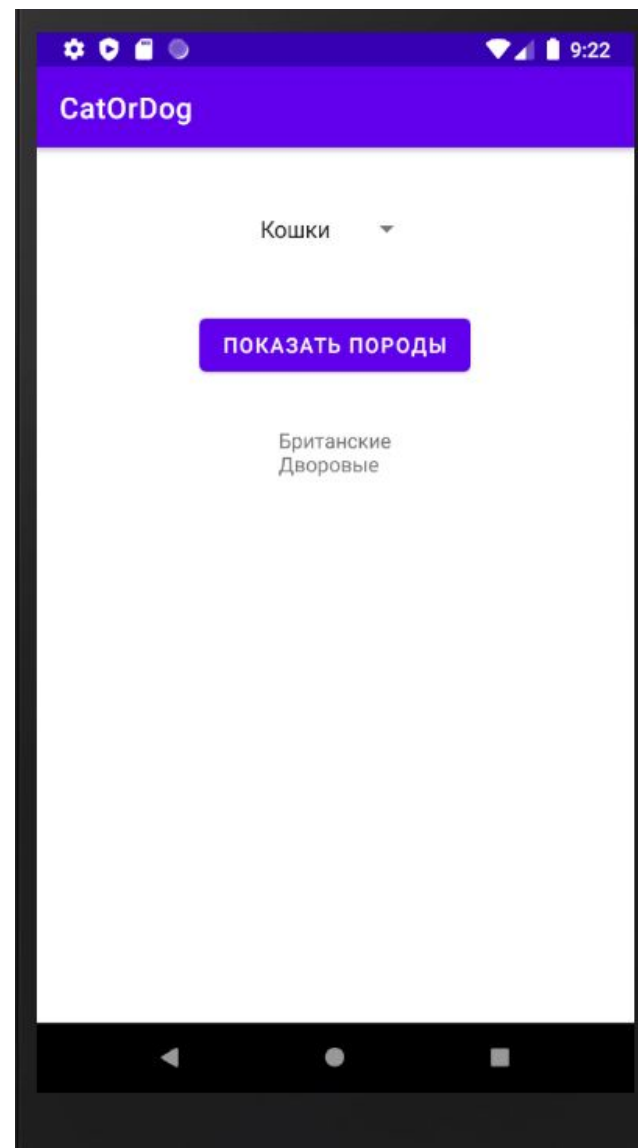 9:22
CatOrDog
Кошки
ПОКАЗАТЬ ПОРОДЫ
Британские
Дворовые